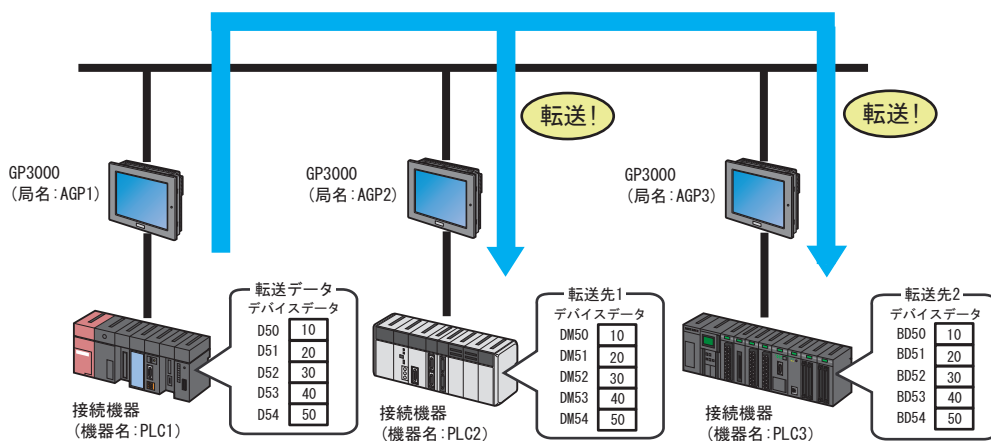 転送!
転送!
GP3000
(局名:AGP1)
GP3000
(局名:AGP2)
GP3000
(局名:AGP3)
転送データ
デバイスデータ
D50 10
D51 20
D52 30
D53 40
D54 50
接続機器
(機器名:PLC1)
転送先1
デバイスデータ
DM50 10
DM51 20
DM52 30
DM53 40
DM54 50
接続機器
(機器名:PLC2)
転送先2
デバイスデータ
BD50 10
BD51 20
BD52 30
BD53 40
BD54 50
接続機器
(機器名:PLC3)